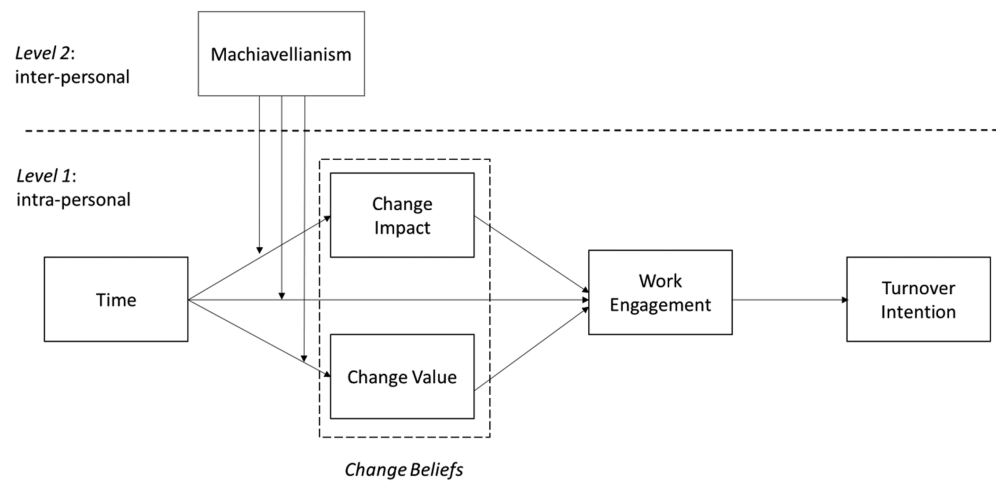 Level 2:
inter-personal
Machiavellianism
Level 1:
intra-personal
Change
Impact
Time
Work
Engagement
Turnover
Intention
Change Value
Change Beliefs